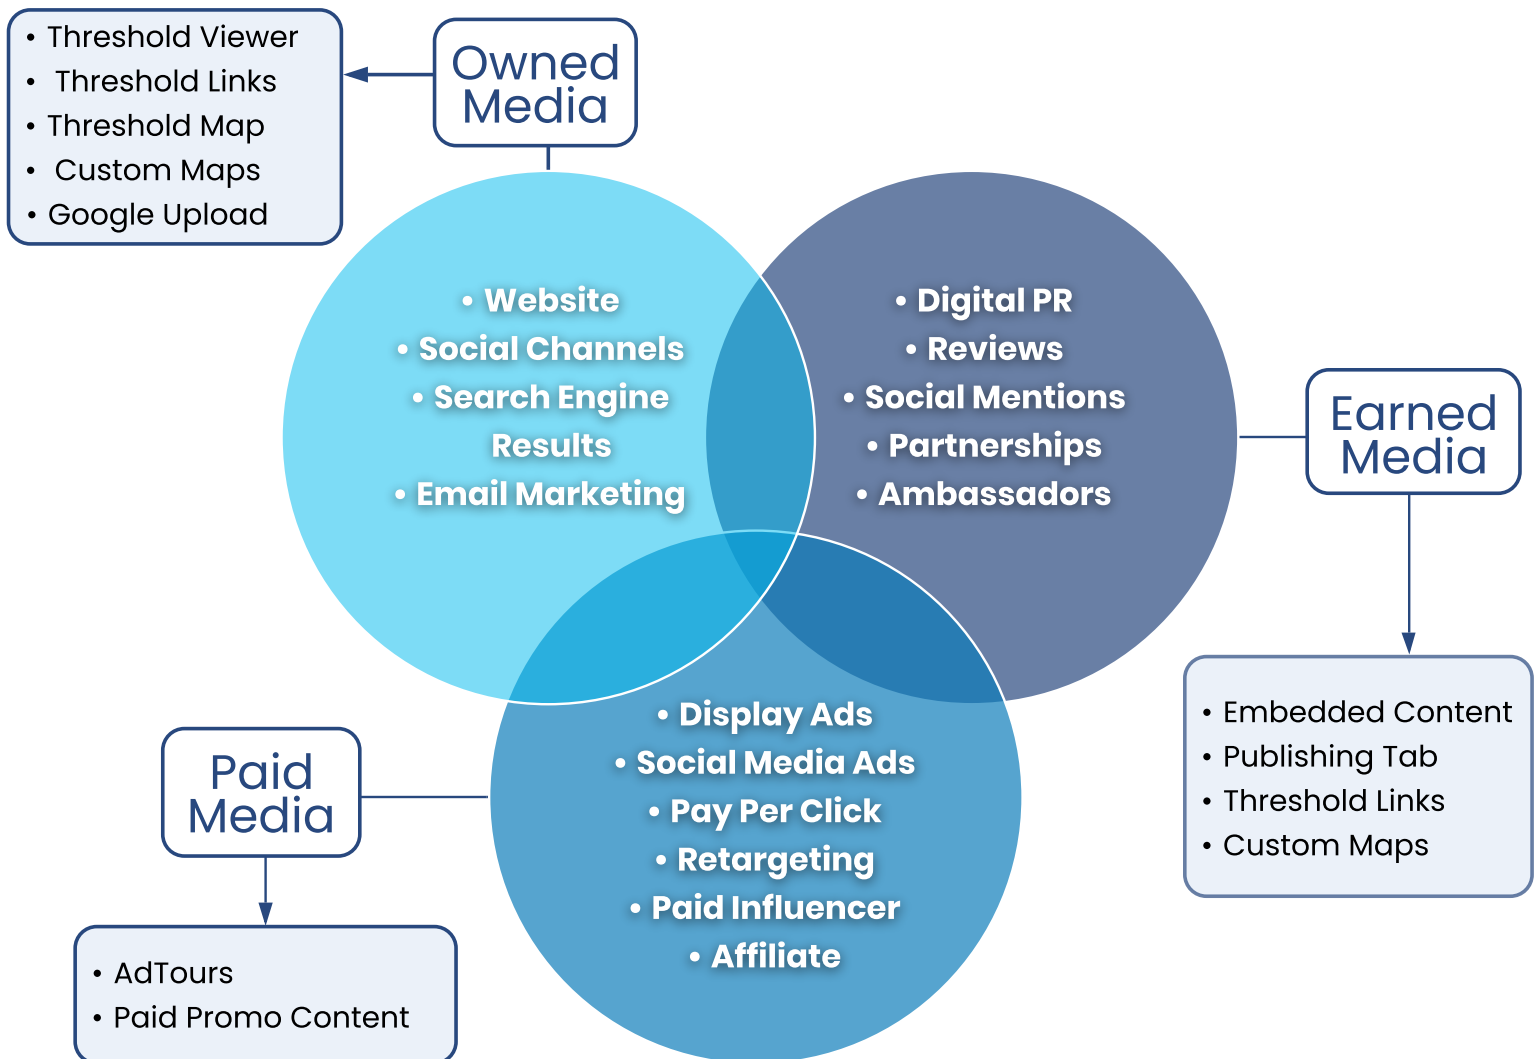 • Threshold Viewer
• Threshold Links
• Threshold Map
• Custom Maps
• Google Upload
Owned
Media
• Website
• Social Channels
• Search Engine
Results
• Email Marketing
• Digital PR
• Reviews
• Social Mentions
• Partnerships
• Ambassadors
Earned
Media
• Embedded Content
• Publishing Tab
• Threshold Links
• Custom Maps
Paid
Media
• Display Ads
• Social Media Ads
• Pay Per Click
• Retargeting
• Paid Influencer
• Affiliate
• AdTours
• Paid Promo Content